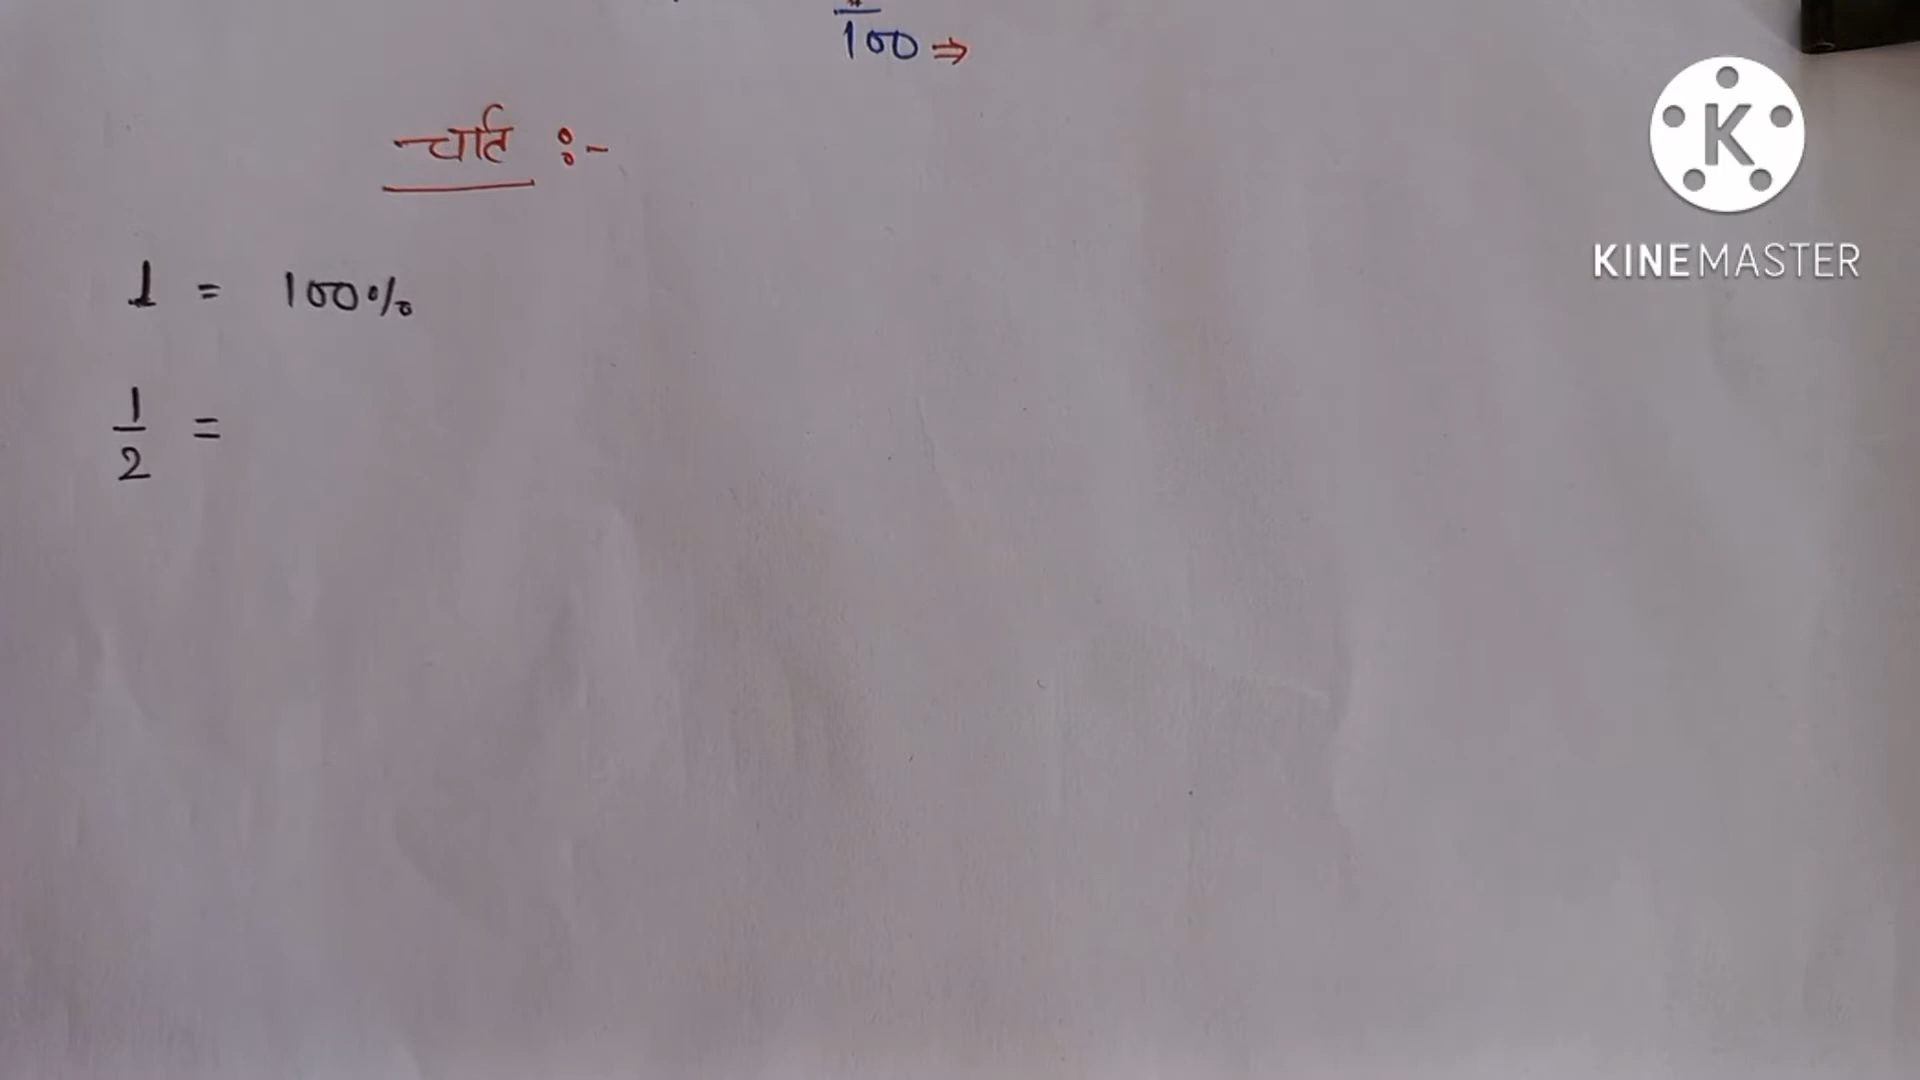 100 ⇒
चार्ट :-
1 = 100%
1/2 =
K
KINEMASTER